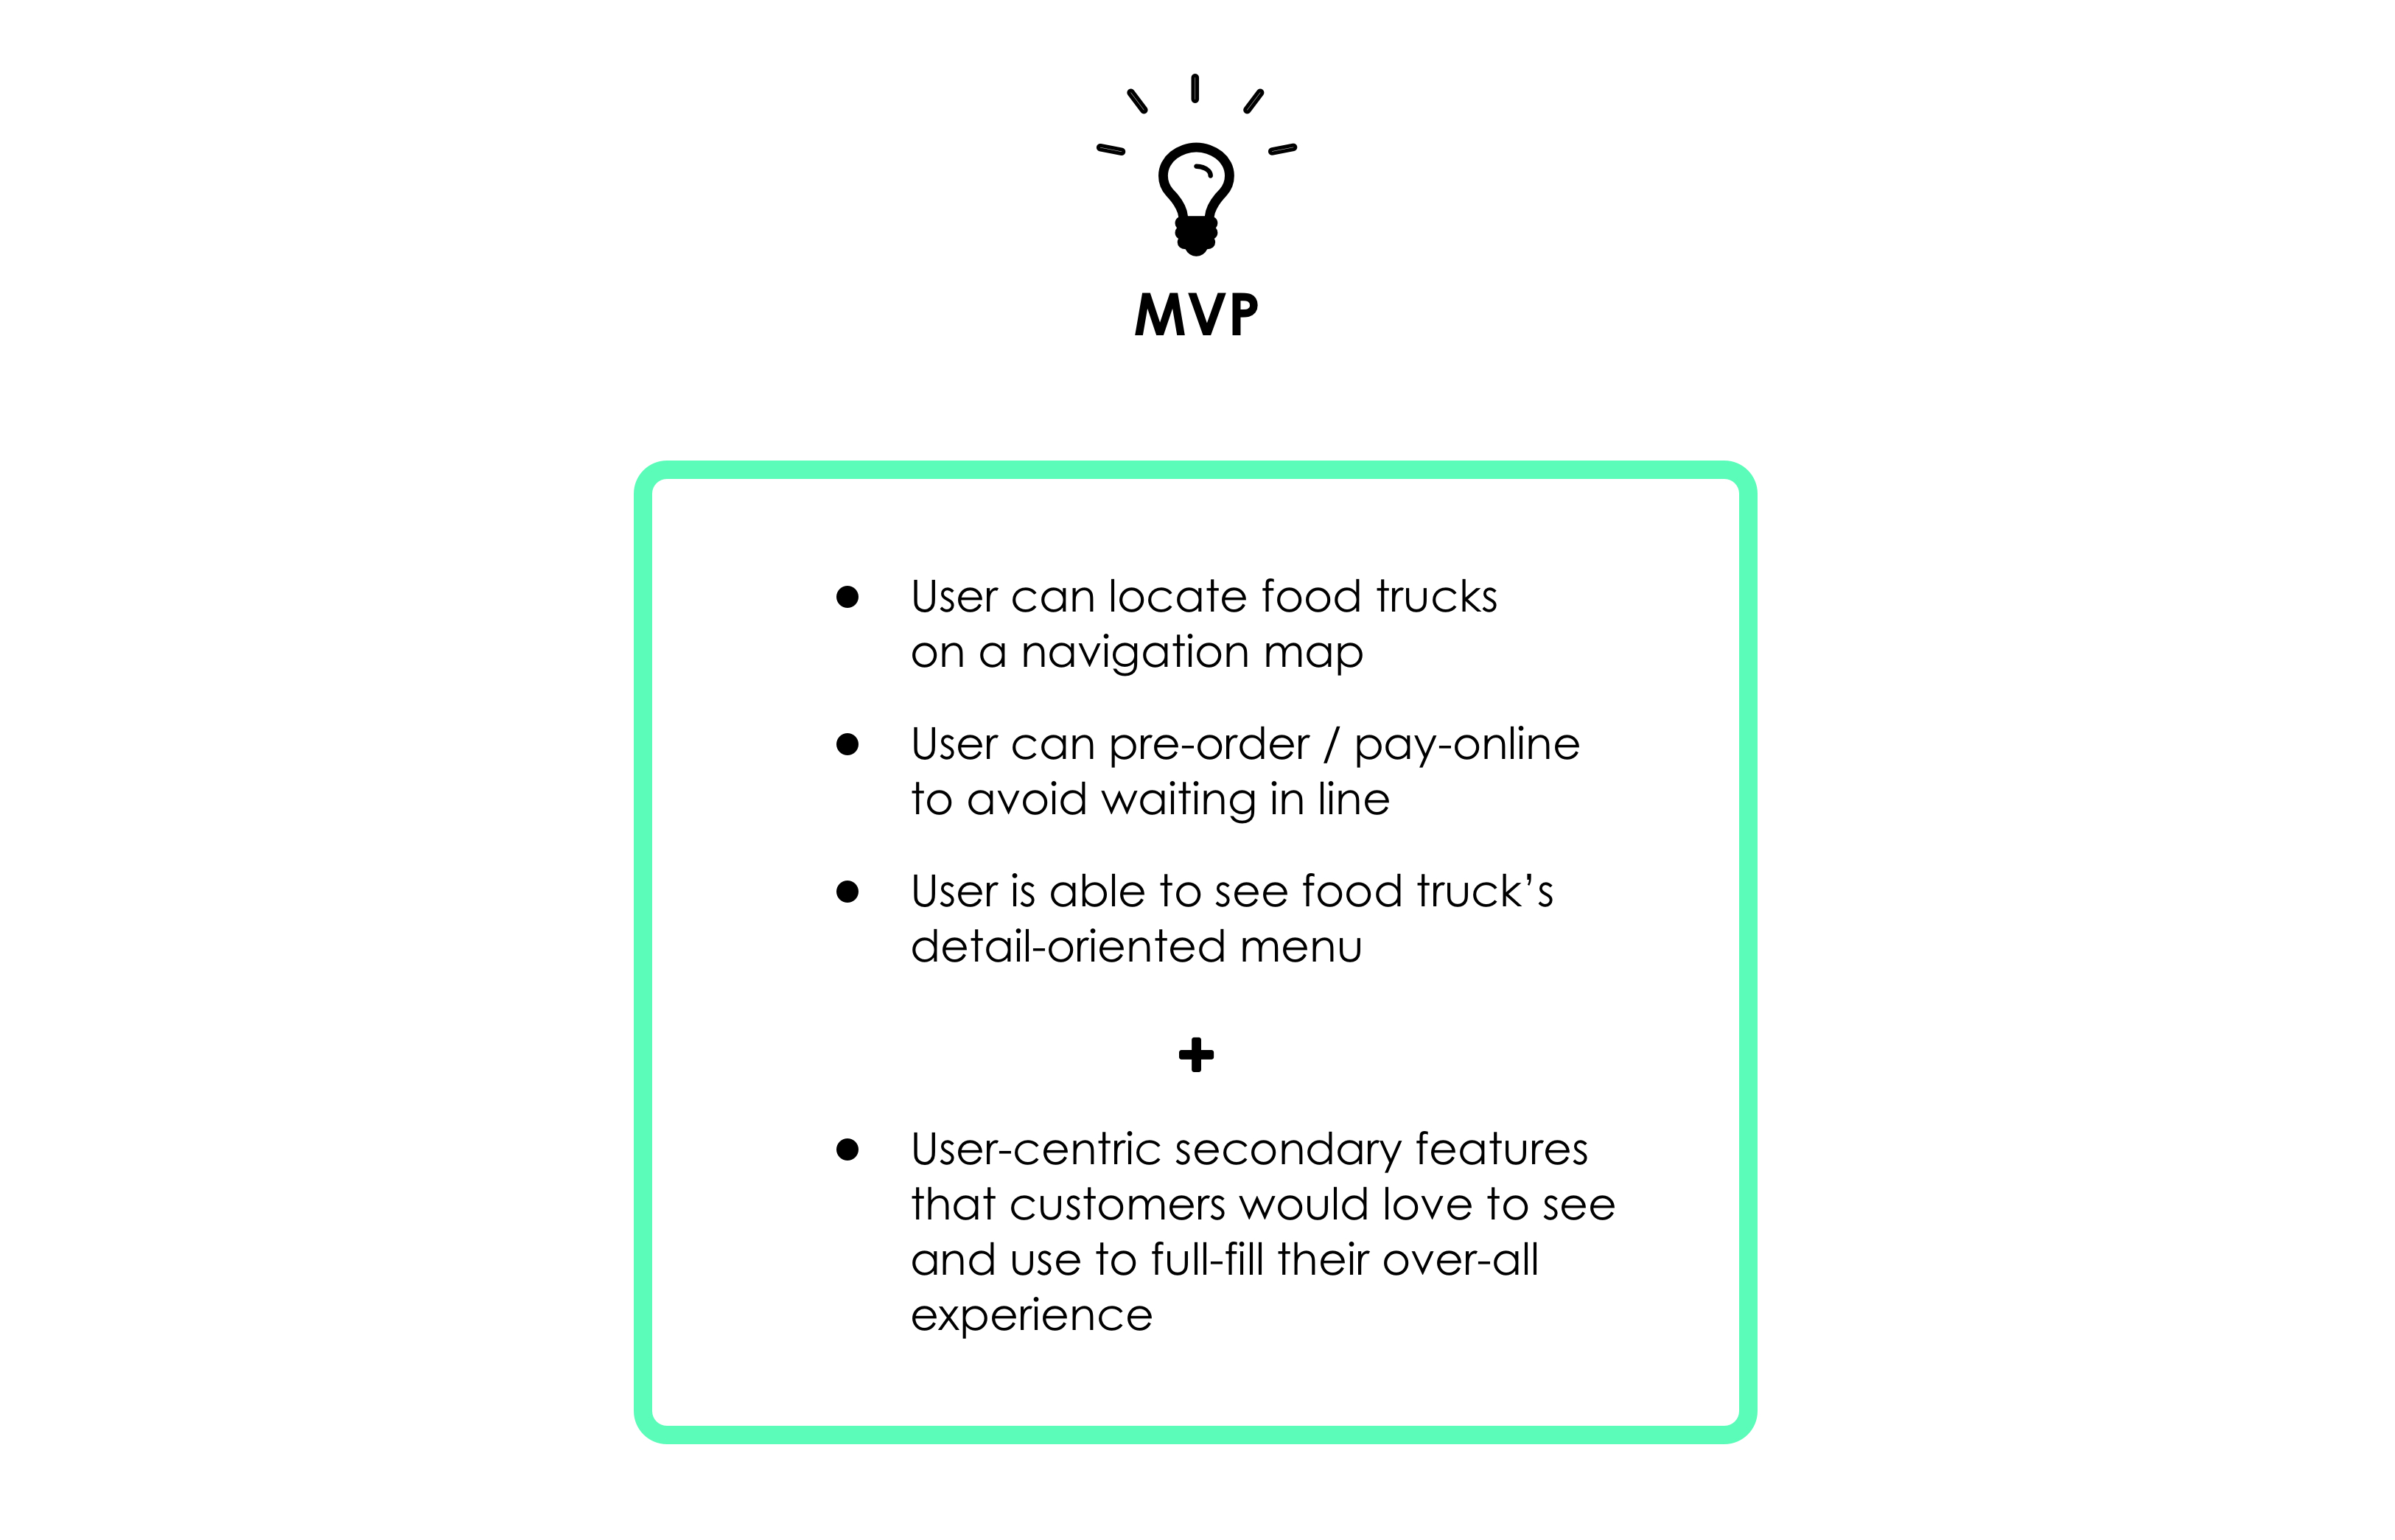 MVP
• User can locate food trucks
on a navigation map
• User can pre-order / pay-online
to avoid waiting in line
• User is able to see food truck’s
detail-oriented menu
+
• User-centric secondary features
that customers would love to see
and use to full-fill their over-all
experience